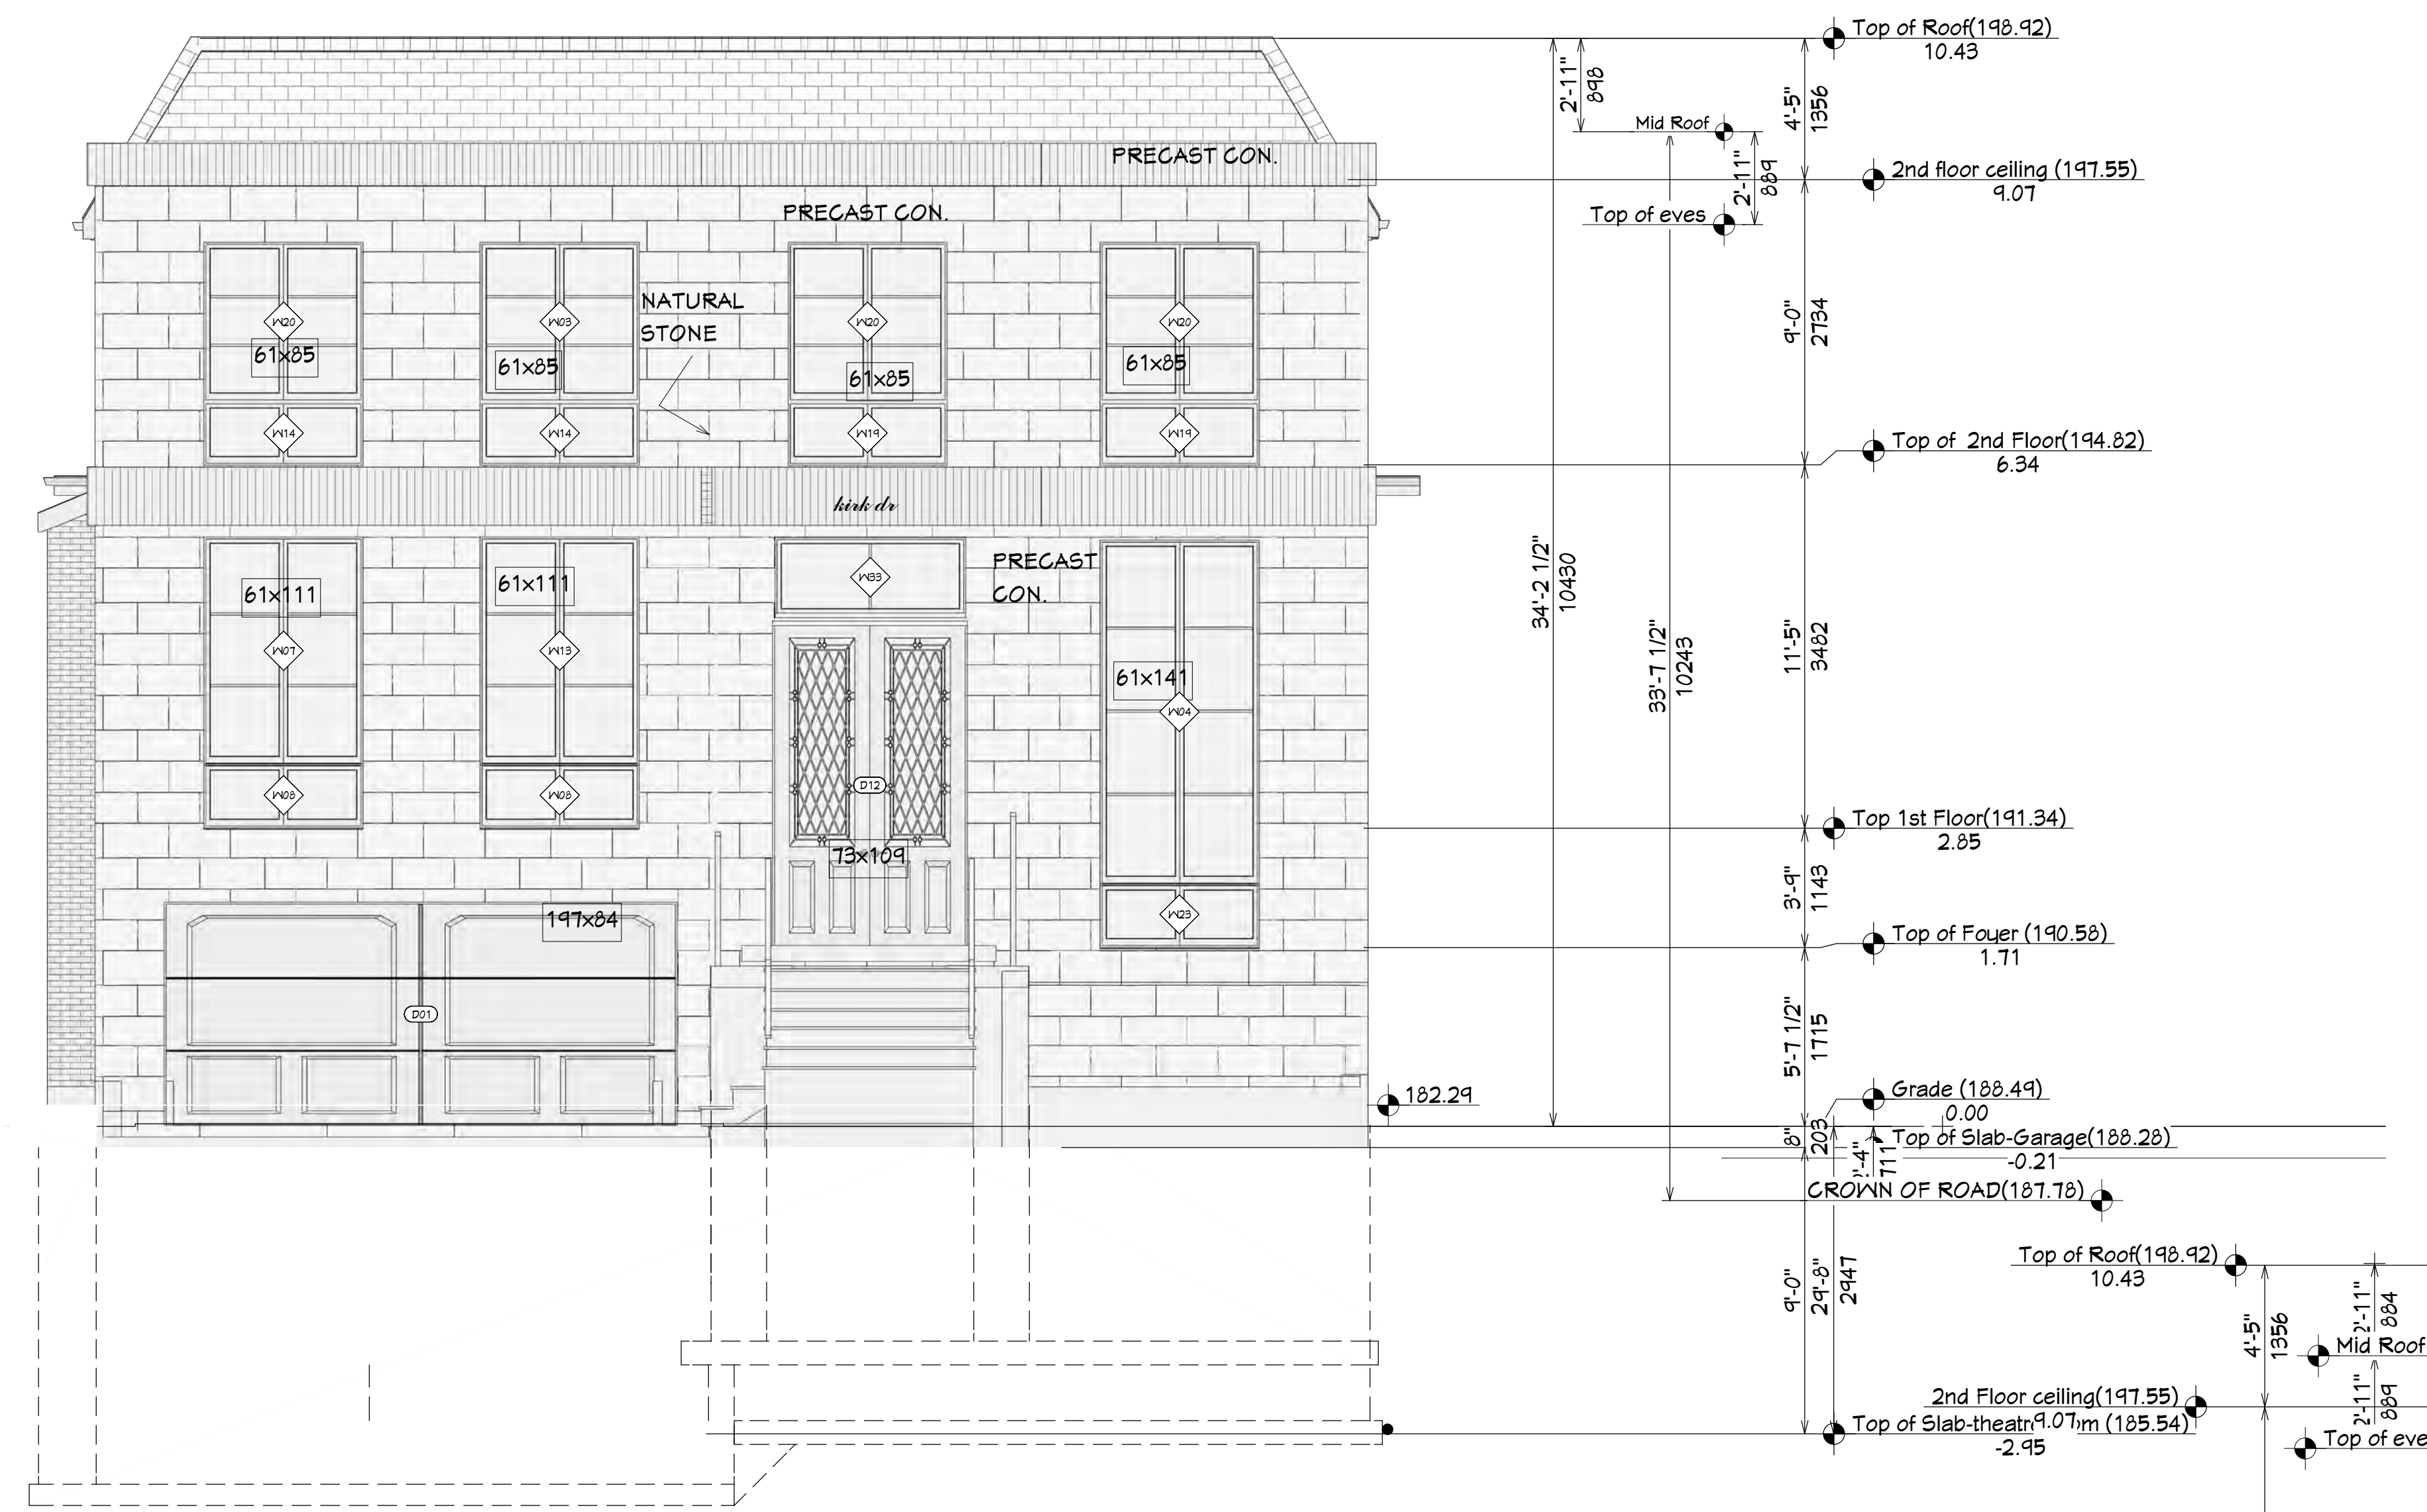 Top of Roof(198.92)
10.43
2'-11"
898
4'-5"
1356
Mid Roof
PRECAST CON.
2nd floor ceiling (197.55)
9.07
2'-11"
889
PRECAST CON.
Top of eves
NATURAL
STONE
W20
W03
W20
W20
9'-0"
2734
61x85
61x85
61x85
61x85
W14
W14
W19
W19
Top of 2nd Floor(194.82)
6.34
kirk dr
PRECAST
CON.
W33
61x111
61x111
34'-2 1/2"
10430
33'-7 1/2"
10243
11'-5"
3482
W07
W13
61x141
W04
D12
W08
W08
Top 1st Floor(191.34)
2.85
73x109
3'-9"
1143
197x84
W23
Top of Foyer (190.58)
1.71
D01
5'-7 1/2"
1715
182.29
Grade (188.49)
0.00
8"
203
Top of Slab-Garage(188.28)
-0.21
711
CROWN OF ROAD(187.78)
9'-0"
29'-8"
2947
Top of Roof(198.92)
10.43
4'-5"
1356
2'-11"
884
Mid Roof
2nd Floor ceiling(197.55)
9.07
2'-11"
889
Top of Slab-theatr m (185.54)
-2.95
Top of eve